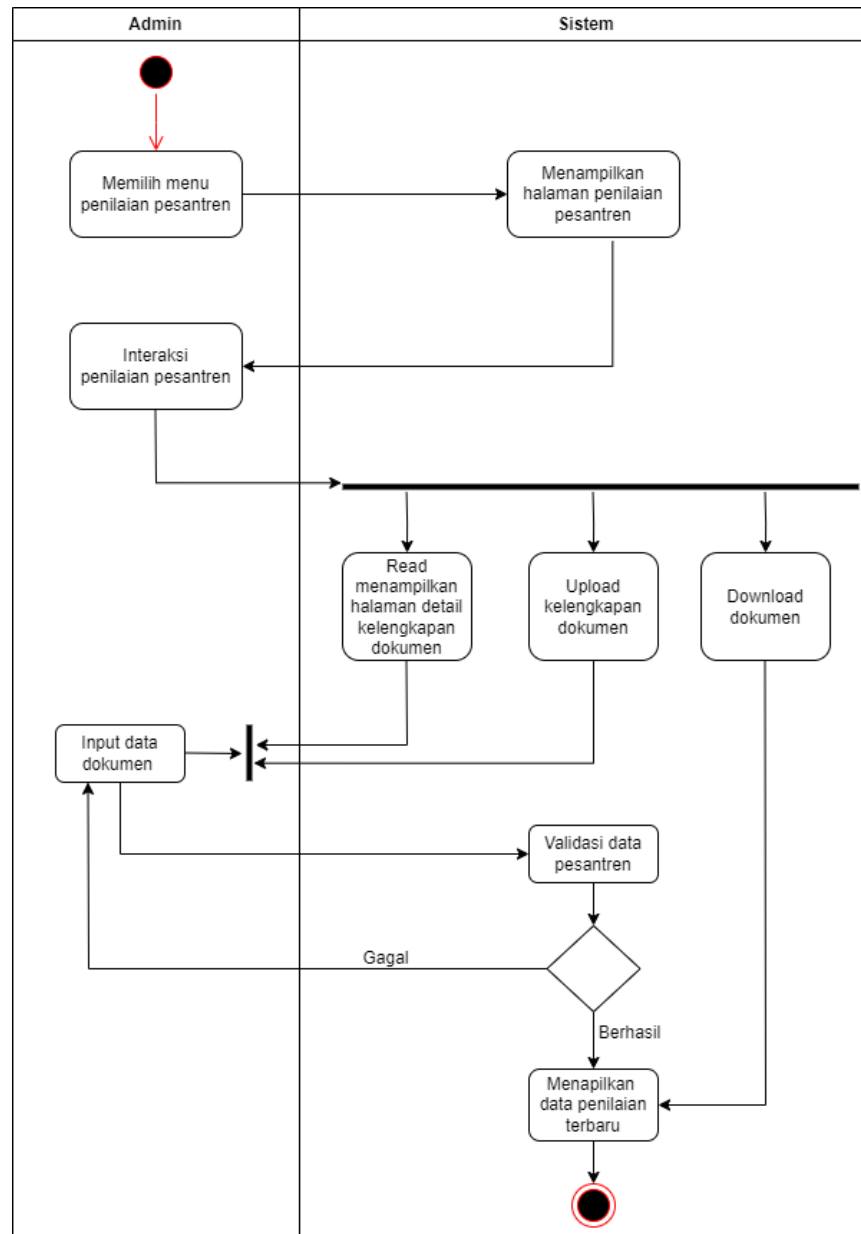 Admin
Sistem
Memilih menu
penilaian pesantren
Menampilkan
halaman penilaian
pesantren
Interaksi
penilaian pesantren
Read
menampilkan
halaman detail
kelengkapan
dokumen
Upload
kelengkapan
dokumen
Download
dokumen
Input data
dokumen
Validasi data
pesantren
Gagal
Berhasil
Menapilkan
data penilaian
terbaru